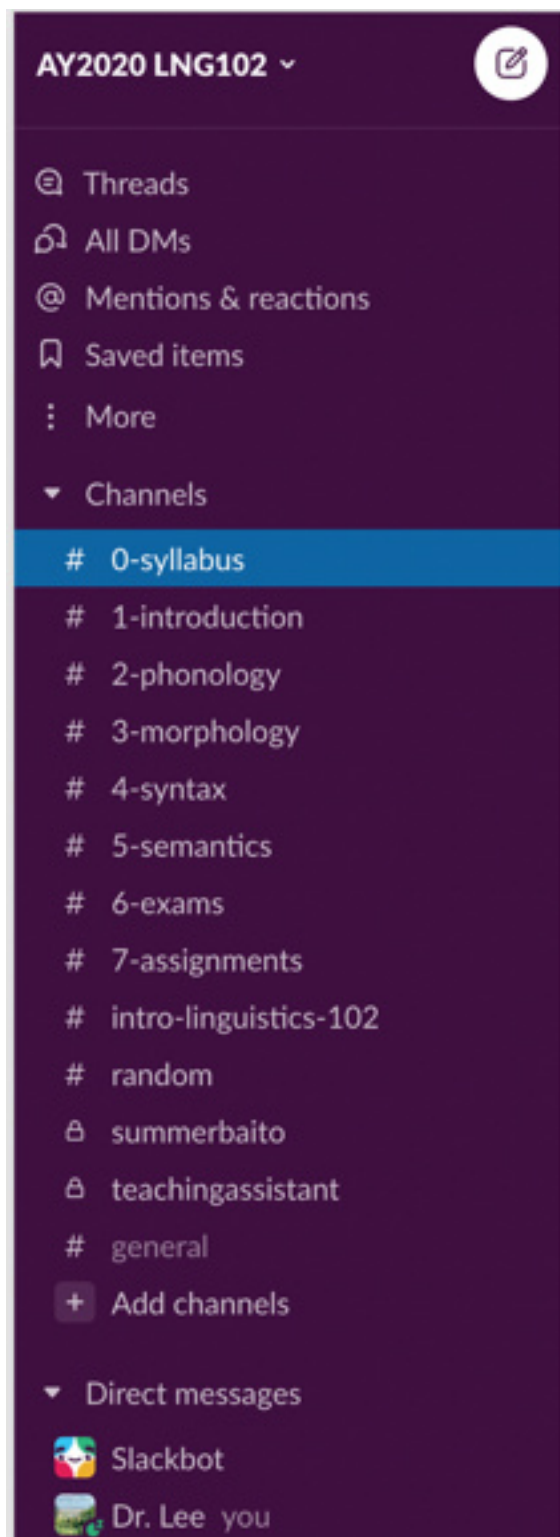 AY2020 LNG102
Threads
All DMs
Mentions & reactions
Saved items
More
Channels
# 0-syllabus
# 1-introduction
# 2-phonology
# 3-morphology
# 4-syntax
# 5-semantics
# 6-exams
# 7-assignments
# intro-linguistics-102
# random
summerbaito
teachingassistant
# general
+ Add channels
Direct messages
Slackbot
Dr. Lee you